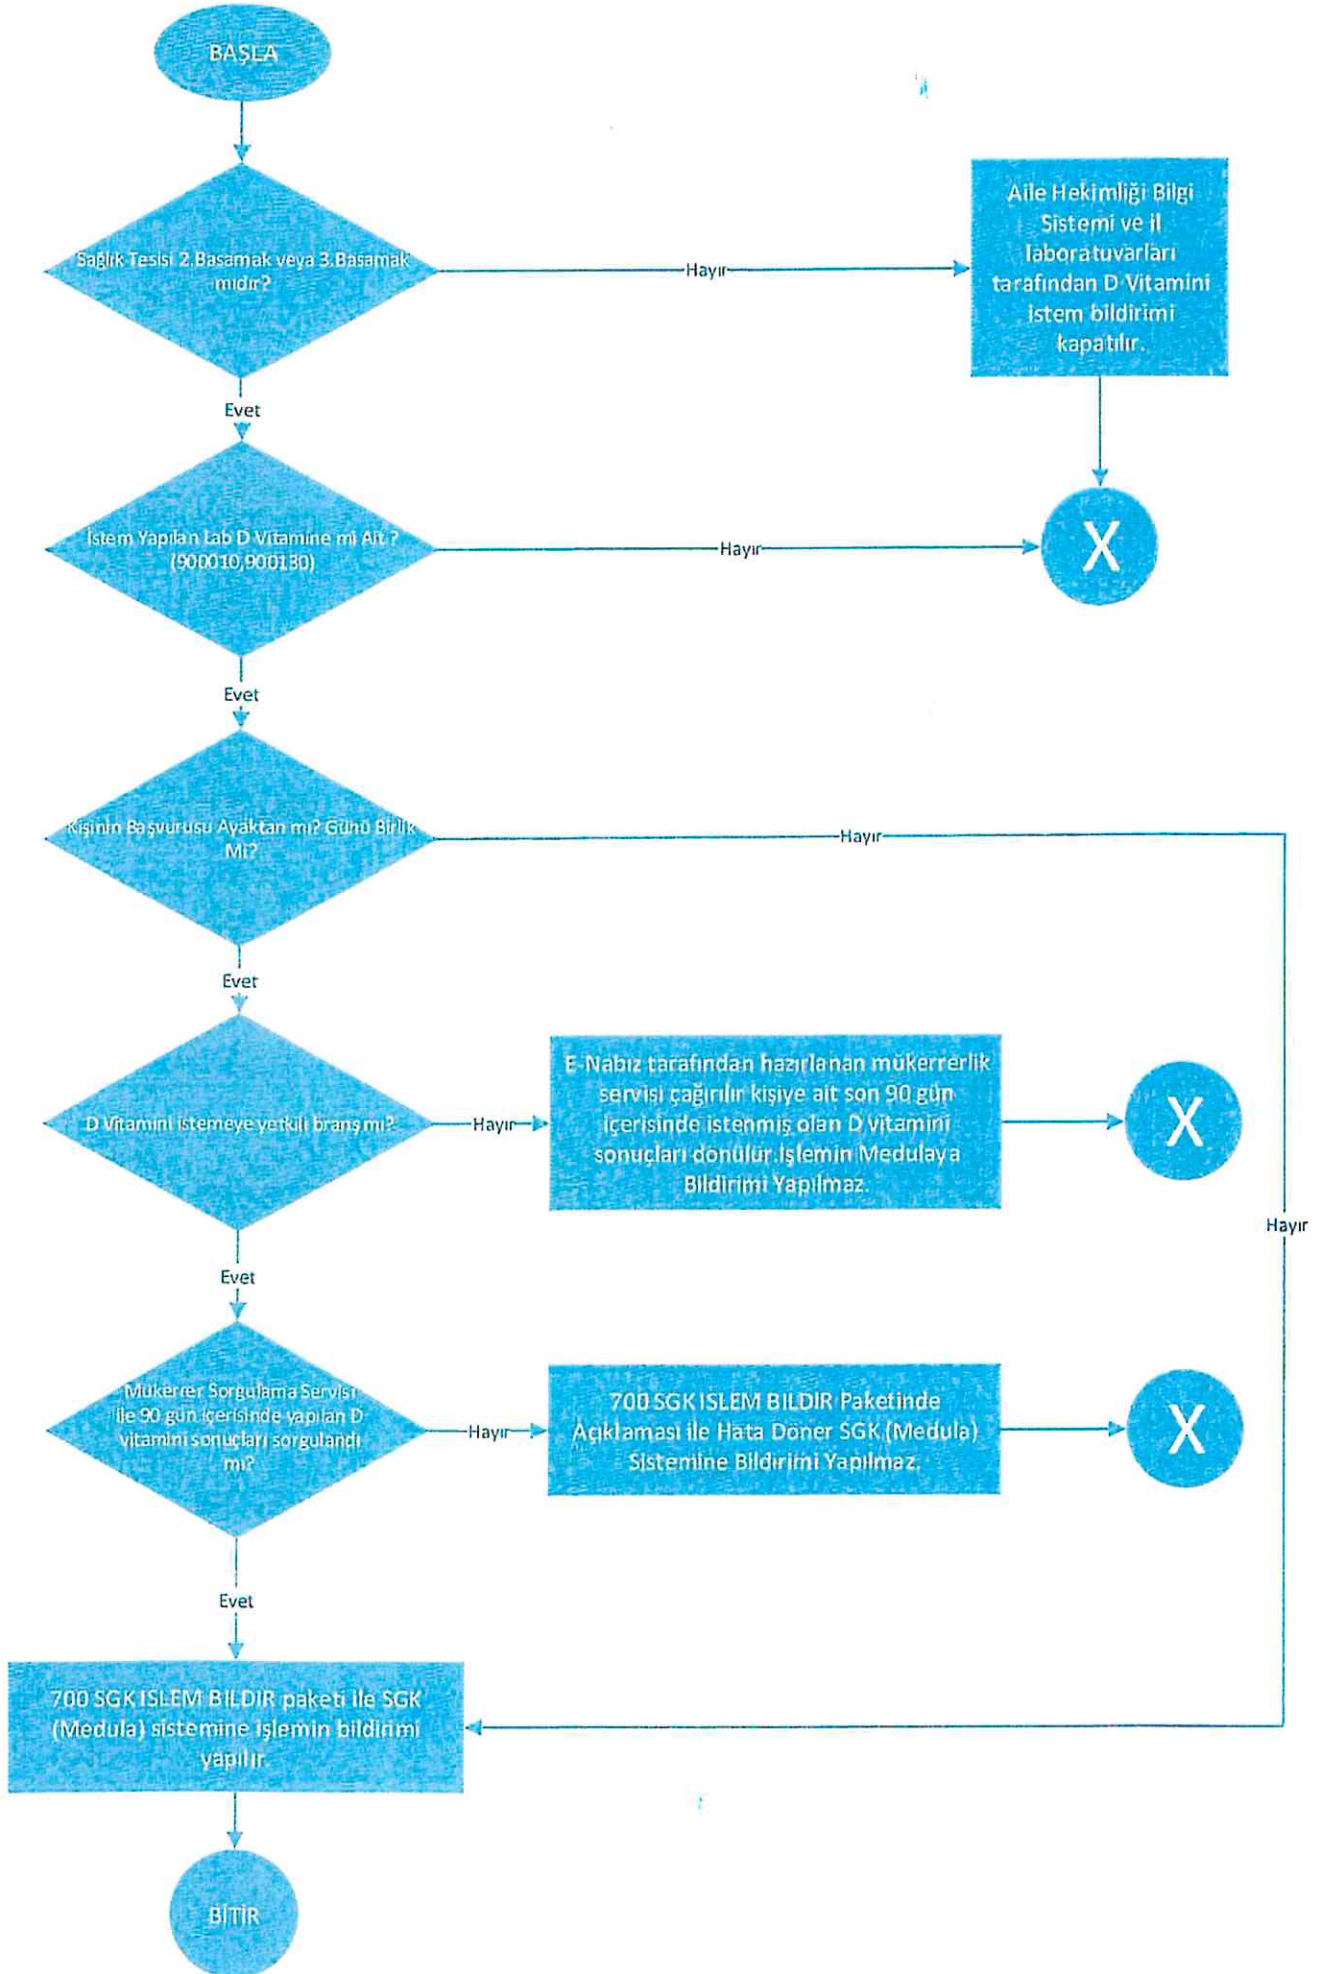 BAŞLA
Sağlık Tesisi 2.Basamak veya 3.Basamak
mıdır?
Hayır
Aile Hekimliği Bilgi
Sistemi ve il
laboratuvarları
tarafından D Vitamini
istem bildirimi
kapatılır.
Evet
İstem Yapılan Lab D Vitamine mi Ait ?
(900010,900130)
Hayır
X
Evet
Kişinin Başvurusu Ayaktan mı? Günü Birlik
Mi?
Hayır
Evet
D Vitamini istemeye yetkili branş mı?
Hayır
E-Nabız tarafından hazırlanan mükerrerlik
servisi çağırılır kişiye ait son 90 gün
içerisinde istenmiş olan D vitamini
sonuçları dönülür.İşlemin Medulaya
Bildirimi Yapılmaz.
X
Hayır
Evet
Mükerrer Sorgulama Servisi
ile 90 gün içerisinde yapılan D
vitamini sonuçları sorgulandı
mı?
Hayır
700 SGK ISLEM BILDIR Paketinde
Açıklaması ile Hata Döner SGK (Medula)
Sistemine Bildirimi Yapılmaz.
X
Evet
700 SGK ISLEM BILDIR paketi ile SGK
(Medula) sistemine işlemin bildirimi
yapılır.
BİTİR